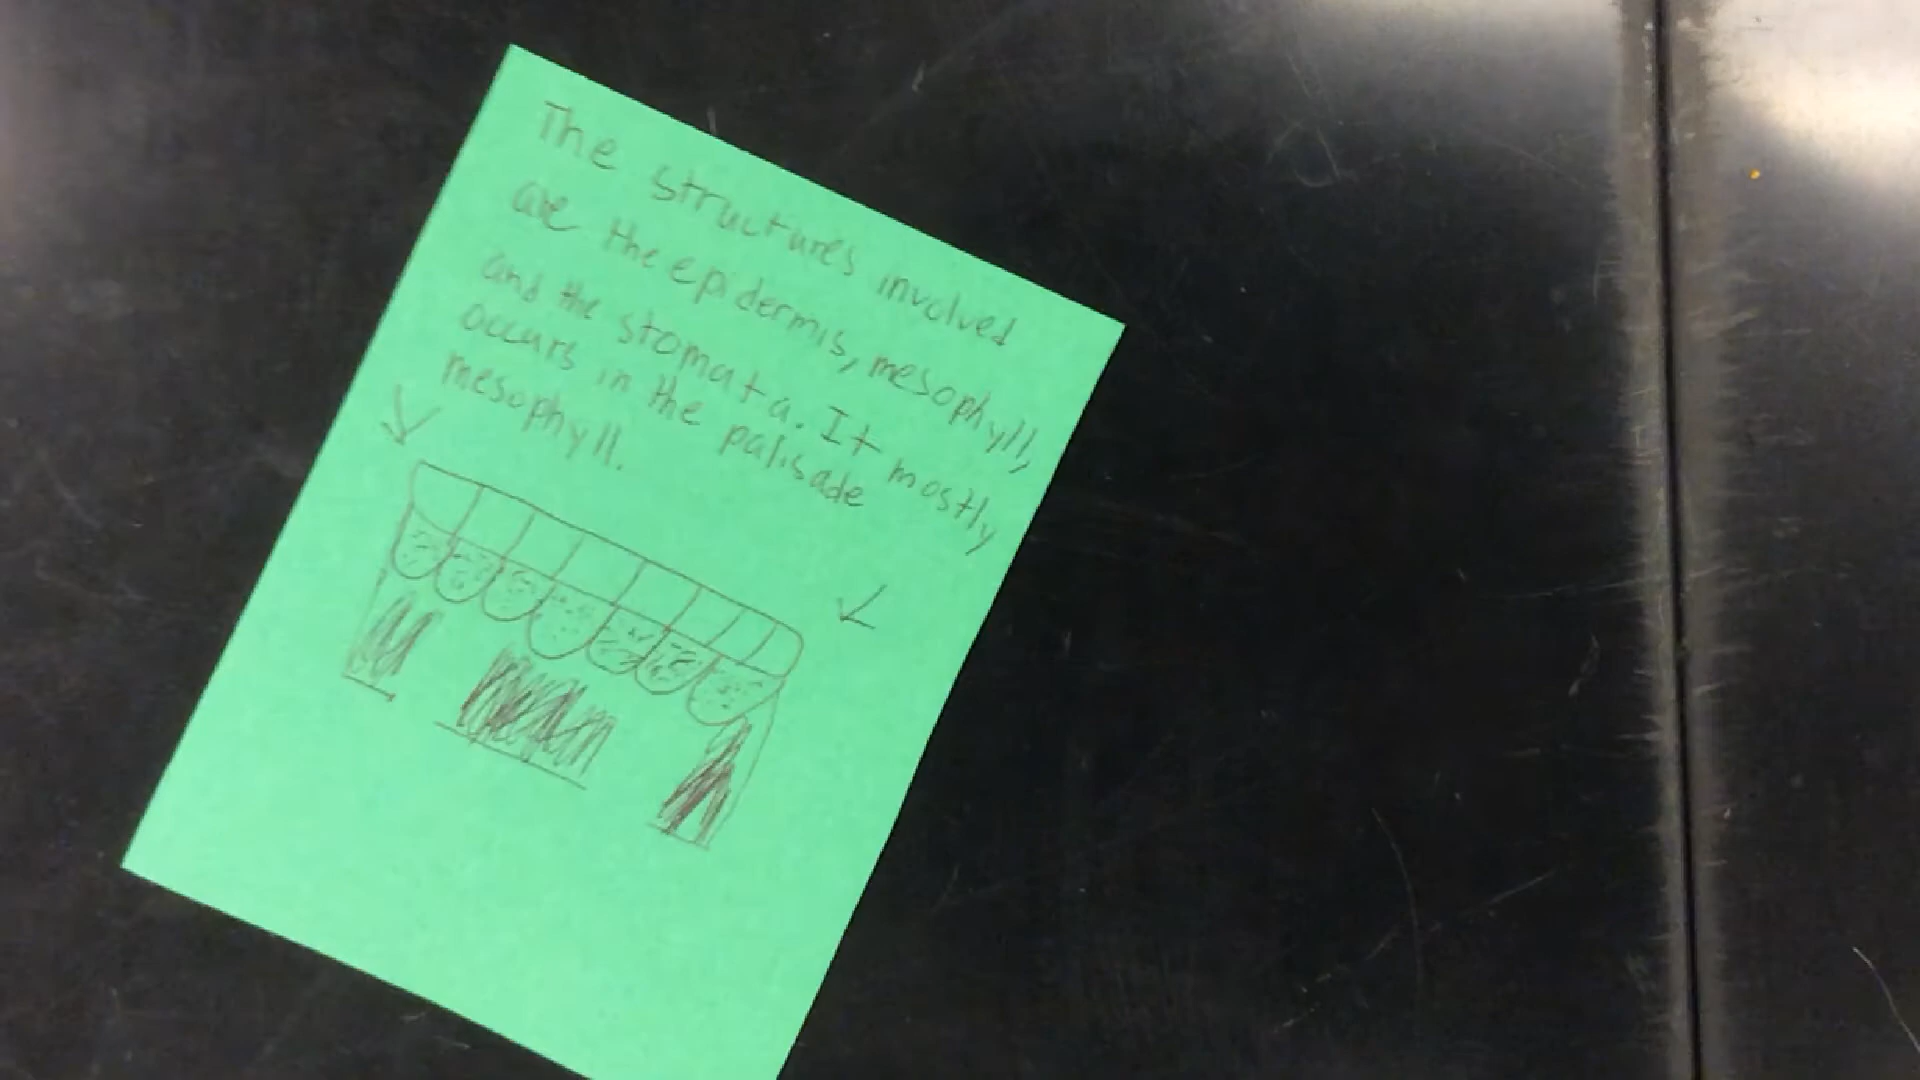 The structures involved
are the epidermis, mesophyll,
and the stomata. It mostly
occurs in the palisade
mesophyll.